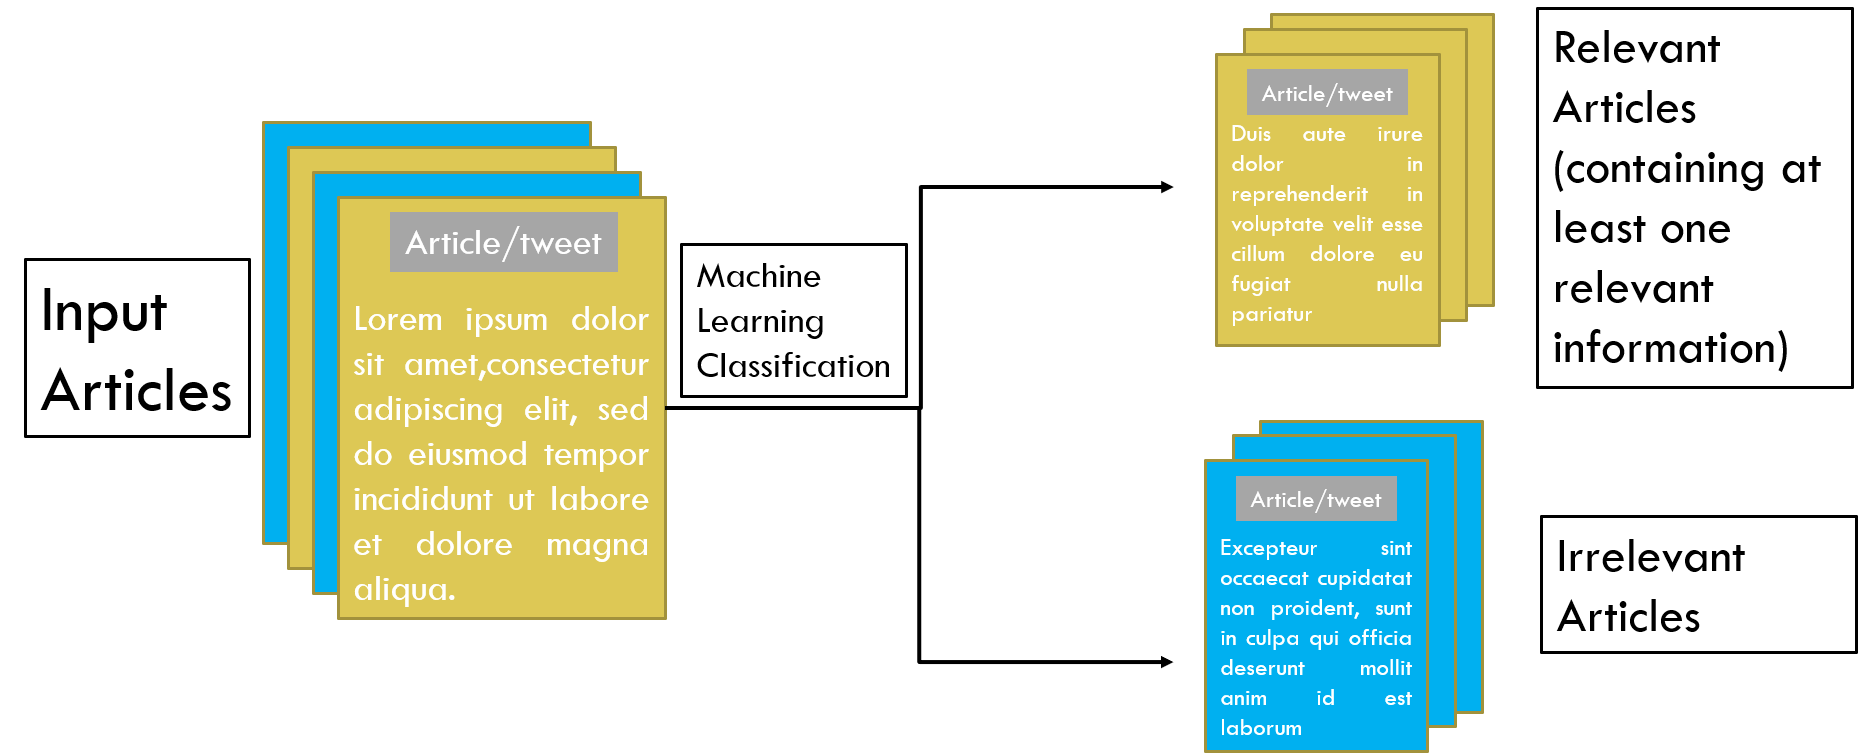 Input
Articles
Article/tweet
Lorem ipsum dolor
sit amet,consectetur
adipiscing elit, sed
do eiusmod tempor
incididunt ut labore
et dolore magna
aliqua.
Machine
Learning
Classification
Article/tweet
Duis aute irure
dolor in
reprehenderit in
voluptate velit esse
cillum dolore eu
fugiat nulla
pariatur
Relevant
Articles
(containing at
least one
relevant
information)
Article/tweet
Excepteur sint
occaecat cupidatat
non proident, sunt
in culpa qui officia
deserunt mollit
anim id est
laborum
Irrelevant
Articles